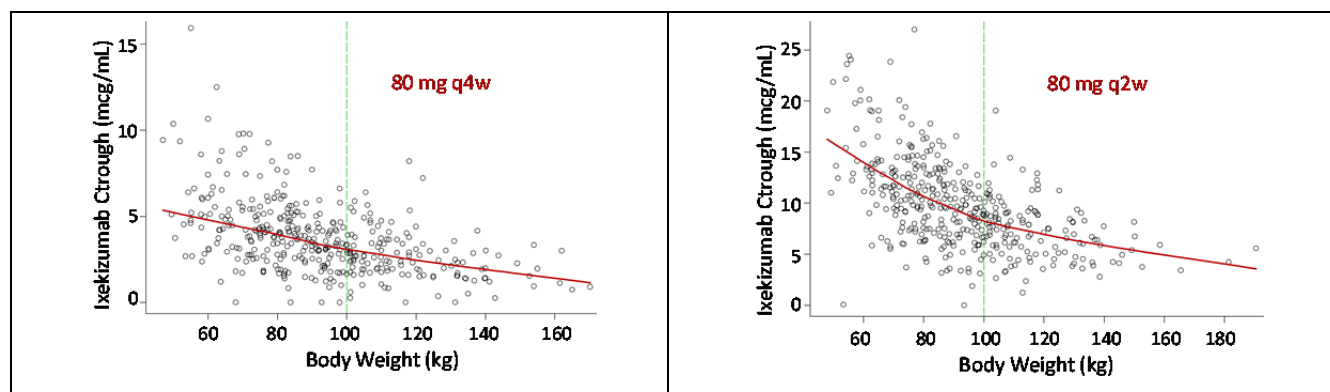 Ixekizumab Ctrough (mcg/mL)
15
10
5
0
80 mg q4w
60 80 100 120 140 160
Body Weight (kg)
Ixekizumab Ctrough (mcg/mL)
25
20
15
10
5
0
80 mg q2w
60 80 100 120 140 160 180
Body Weight (kg)